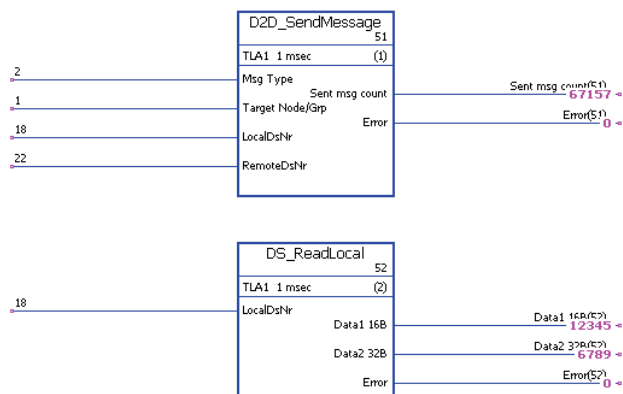 D2D_SendMessage
51
TLA1 1 msec (1)
2
Msg Type
Sent msg count
Sent msg count(51)
67157
1
Target Node/Grp
Error
Error(51)
0
18
LocalDsNr
22
RemoteDsNr
DS_ReadLocal
52
TLA1 1 msec (2)
18
LocalDsNr
Data1 16B
Data1 16B(52)
12345
Data2 32B
Data2 32B(52)
6789
Error
Error(52)
0